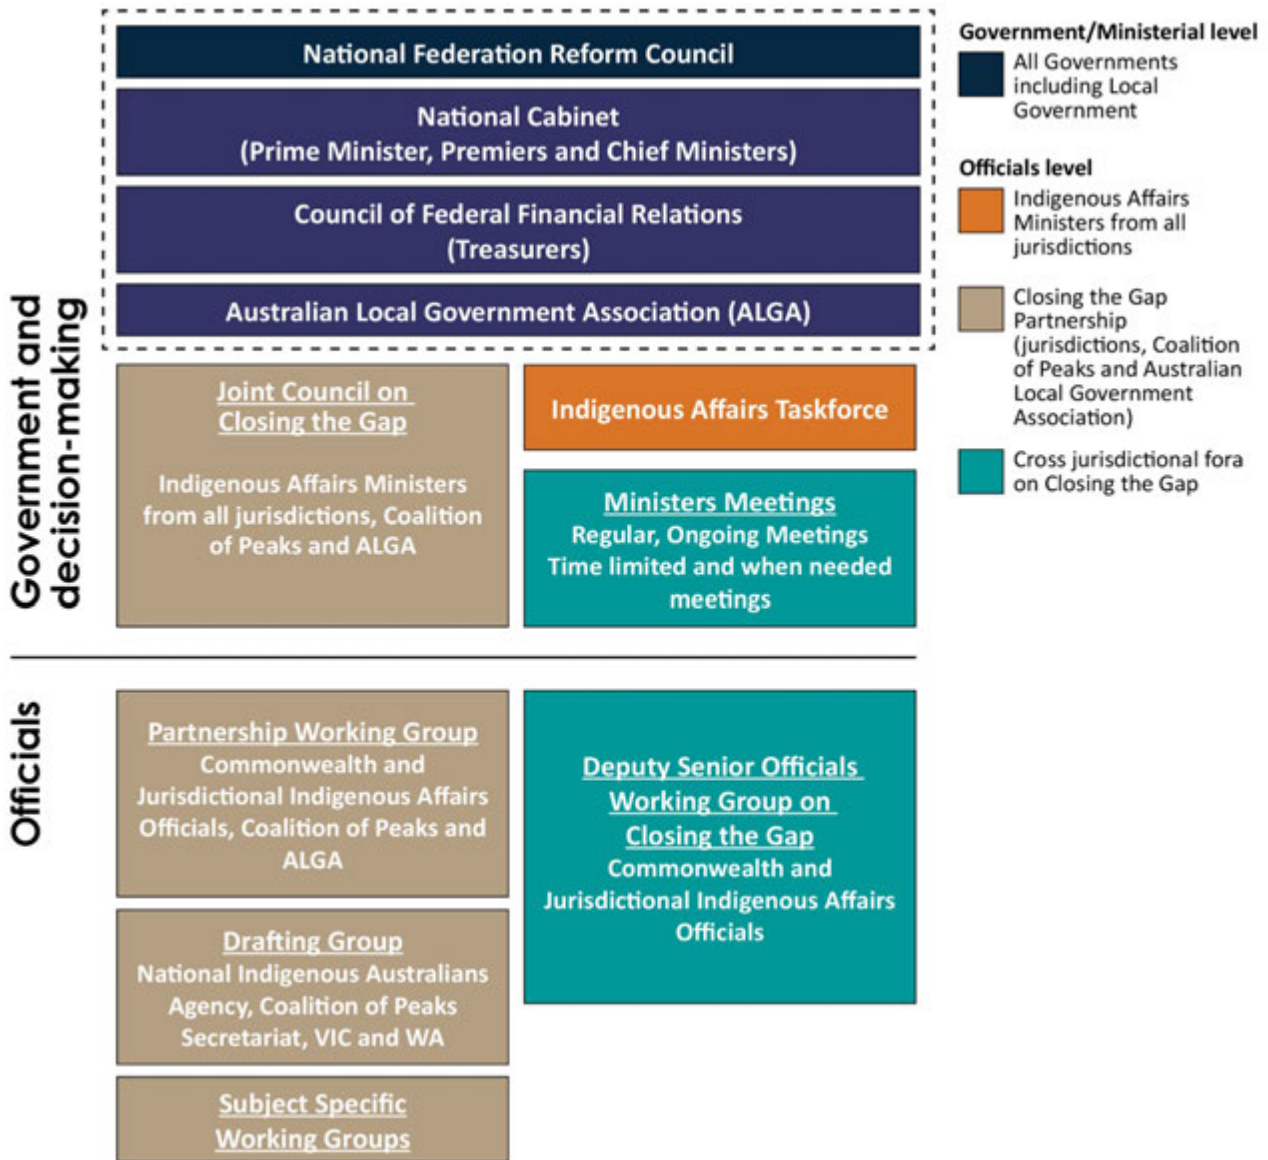 National Federation Reform Council
National Cabinet
(Prime Minister, Premiers and Chief Ministers)
Council of Federal Financial Relations
(Treasurers)
Australian Local Government Association (ALGA)
Government and
decision-making
Joint Council on
Closing the Gap
Indigenous Affairs Ministers
from all jurisdictions, Coalition
of Peaks and ALGA
Indigenous Affairs Taskforce
Ministers Meetings
Regular, Ongoing Meetings
Time limited and when needed
meetings
Officials
Partnership Working Group
Commonwealth and
Jurisdictional Indigenous Affairs
Officials, Coalition of Peaks and
ALGA
Drafting Group
National Indigenous Australians
Agency, Coalition of Peaks
Secretariat, VIC and WA
Subject Specific
Working Groups
Deputy Senior Officials
Working Group on
Closing the Gap
Commonwealth and
Jurisdictional Indigenous Affairs
Officials
Government/Ministerial level
All Governments
including Local
Government
Officials level
Indigenous Affairs
Ministers from all
jurisdictions
Closing the Gap
Partnership
(jurisdictions, Coalition
of Peaks and Australian
Local Government
Association)
Cross jurisdictional fora
on Closing the Gap